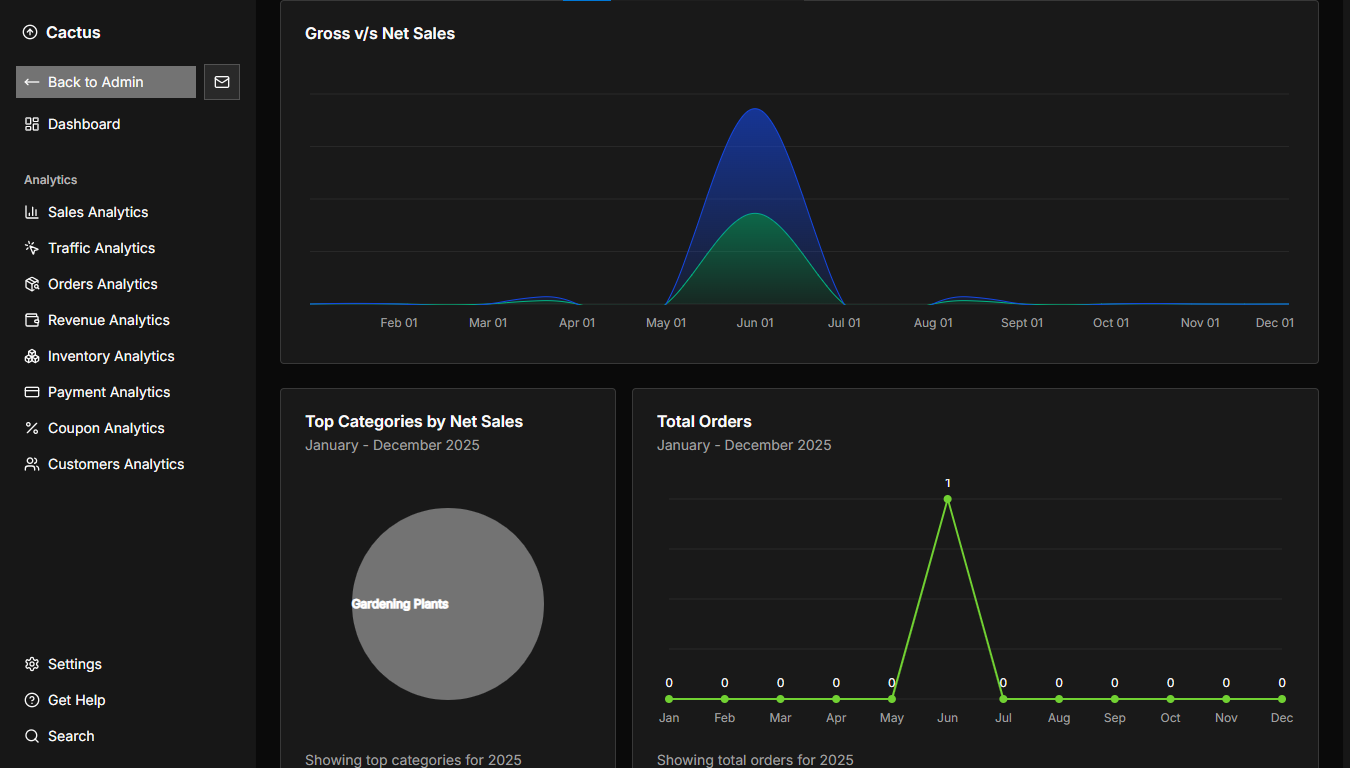 Cactus
Back to Admin
Dashboard
Analytics
Sales Analytics
Traffic Analytics
Orders Analytics
Revenue Analytics
Inventory Analytics
Payment Analytics
Coupon Analytics
Customers Analytics
Settings
Get Help
Search
Gross v/s Net Sales
Feb 01 Mar 01 Apr 01 May 01 Jun 01 Jul 01 Aug 01 Sept 01 Oct 01 Nov 01 Dec 01
Top Categories by Net Sales
January - December 2025
Gardening Plants
Showing top categories for 2025
Total Orders
January - December 2025
1
0 0 0 0 0 0 0 0 0 0 0
Jan Feb Mar Apr May Jun Jul Aug Sep Oct Nov Dec
Showing total orders for 2025